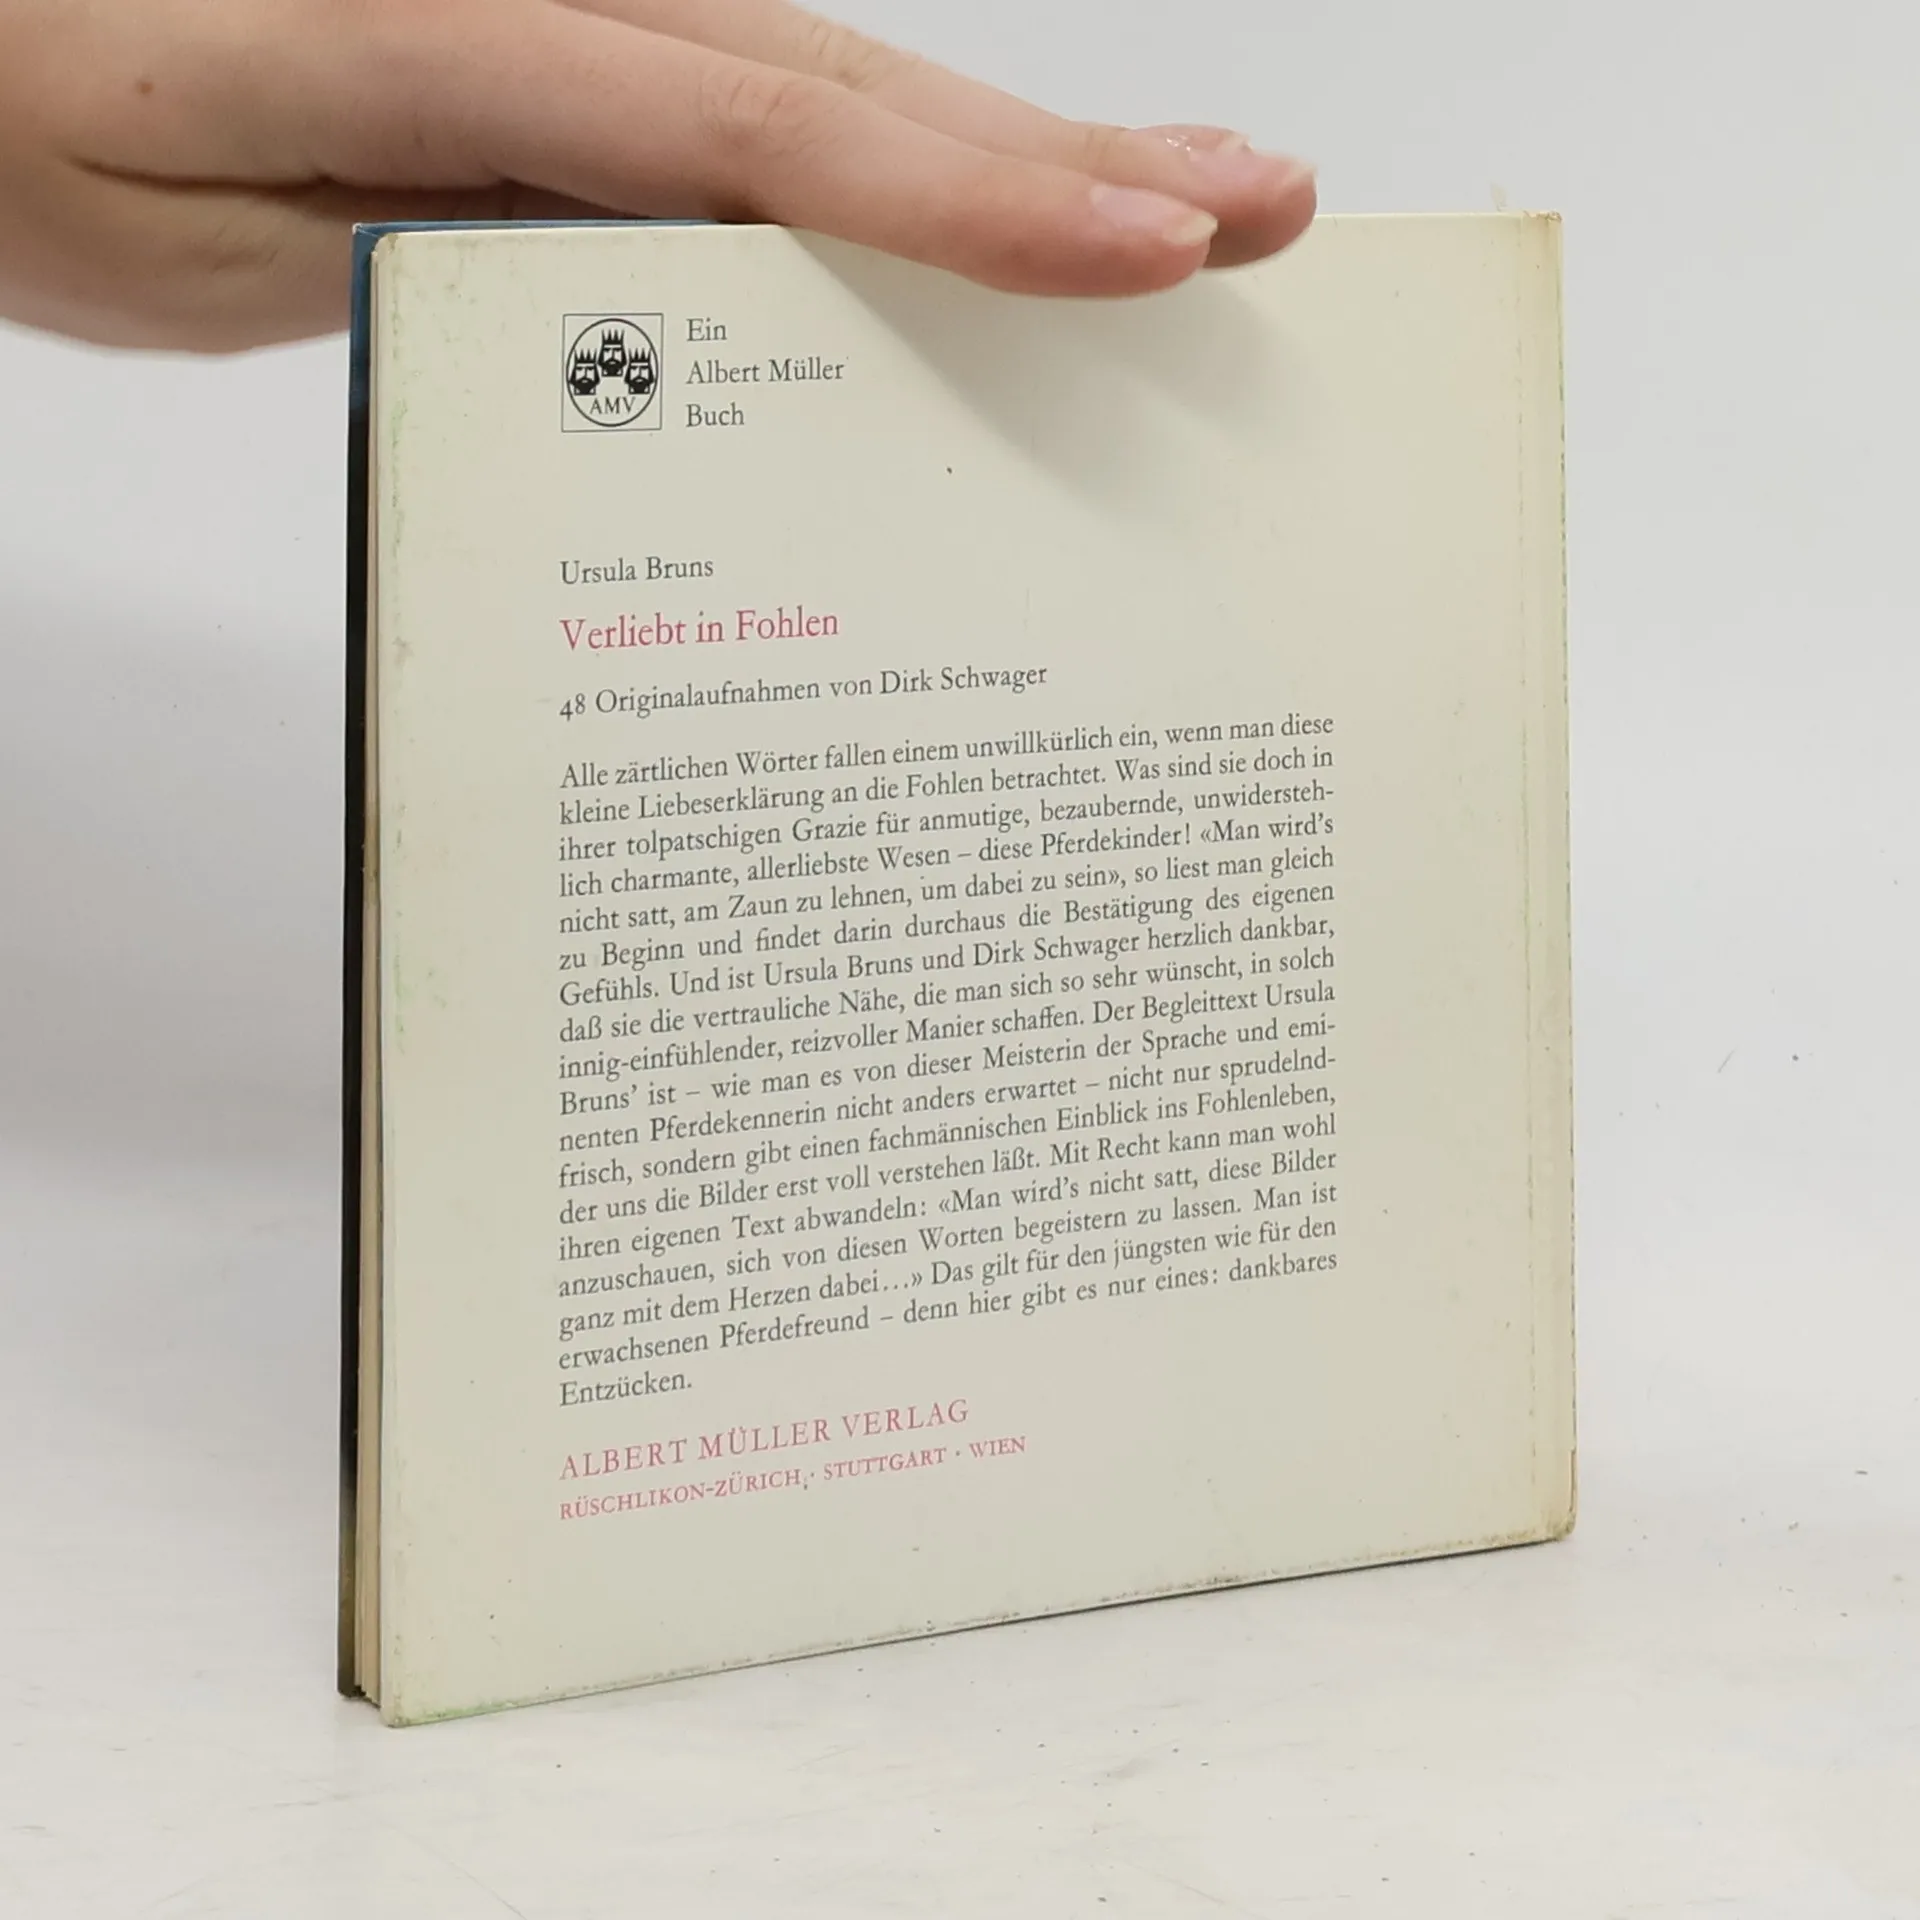 AMV
Ein
Albert Müller
Buch
Ursula Bruns
Verliebt in Fohlen
48 Originalaufnahmen von Dirk Schwager
Alle zärtlichen Wörter fallen einem unwillkürlich ein, wenn man diese
kleine Liebeserklärung an die Fohlen betrachtet. Was sind sie doch in
ihrer tolpatschigen Grazie für anmutige, bezaubernde, unwidersteh-
lich charmante, allerliebste Wesen – diese Pferdekinder! «Man wird's
nicht satt, am Zaun zu lehnen, um dabei zu sein», so liest man gleich
zu Beginn und findet darin durchaus die Bestätigung des eigenen
Gefühls. Und ist Ursula Bruns und Dirk Schwager herzlich dankbar,
daß sie die vertrauliche Nähe, die man sich so sehr wünscht, in solch
innig-einfühlender, reizvoller Manier schaffen. Der Begleittext Ursula
Bruns' ist – wie man es von dieser Meisterin der Sprache und emi-
nenten Pferdekennerin nicht anders erwartet – nicht nur sprudelnd-
frisch, sondern gibt einen fachmännischen Einblick ins Fohlenleben,
der uns die Bilder erst voll verstehen läßt. Mit Recht kann man wohl
ihren eigenen Text abwandeln: «Man wird's nicht satt, diese Bilder
anzuschauen, sich von diesen Worten begeistern zu lassen. Man ist
ganz mit dem Herzen dabei...» Das gilt für den jüngsten wie für den
erwachsenen Pferdefreund – denn hier gibt es nur eines: dankbares
Entzücken.
ALBERT MÜLLER VERLAG
RÜSCHLIKON-ZÜRICH · STUTTGART · WIEN